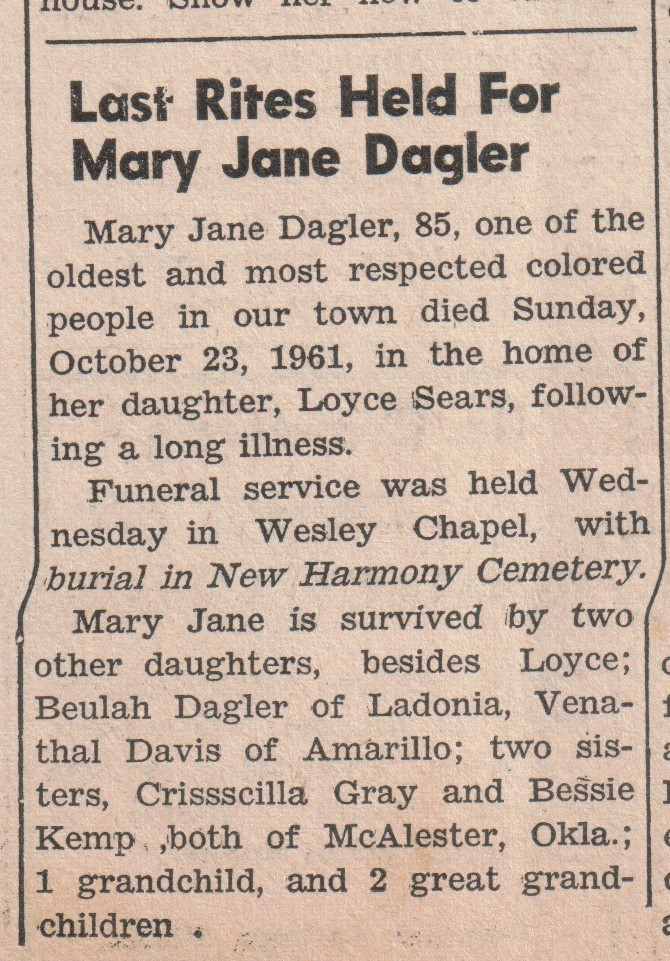 Last Rites Held For
Mary Jane Dagler
Mary Jane Dagler, 85, one of the
oldest and most respected colored
people in our town died Sunday,
October 23, 1961, in the home of
her daughter, Loyce Sears, follow-
ing a long illness.
Funeral service was held Wed-
nesday in Wesley Chapel, with
burial in New Harmony Cemetery.
Mary Jane is survived by two
other daughters, besides Loyce;
Beulah Dagler of Ladonia, Vena-
thal Davis of Amarillo; two sis-
ters, Crissscilla Gray and Bessie
Kemp ,both of McAlester, Okla.;
1 grandchild, and 2 great grand-
children .